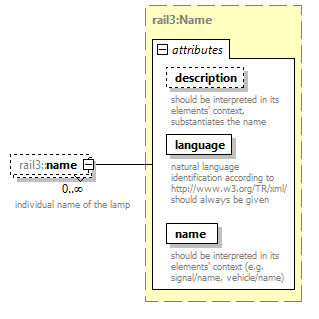 rail3:Name
attributes
description
should be interpreted in its
elements' context,
substantiates the name
language
natural language
identification according to
http://www.w3.org/TR/xml/
should always be given
rail3::name
0..∞
individual name of the lamp
name
should be interpreted in its
elements' context (e.g.
signal/name, vehicle/name)